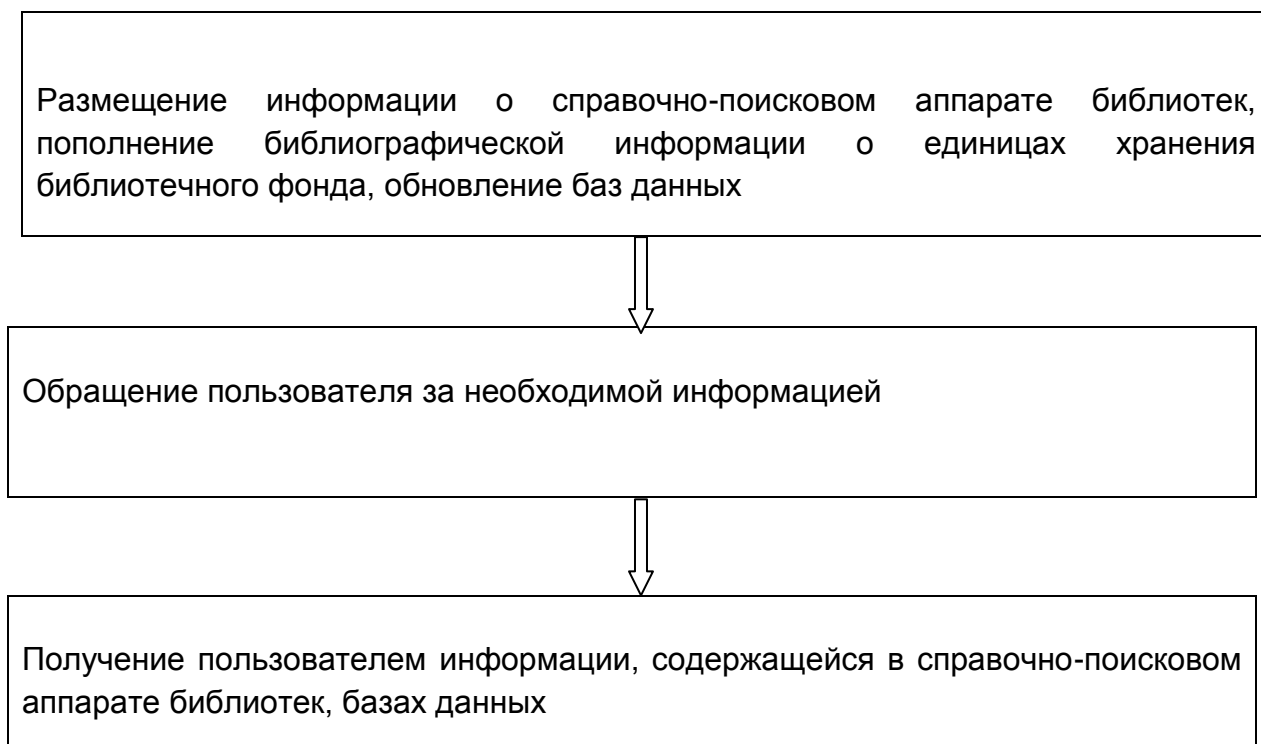 Размещение информации о справочно-поисковом аппарате библиотек,
пополнение библиографической информации о единицах хранения
библиотечного фонда, обновление баз данных
Обращение пользователя за необходимой информацией
Получение пользователем информации, содержащейся в справочно-поисковом
аппарате библиотек, базах данных